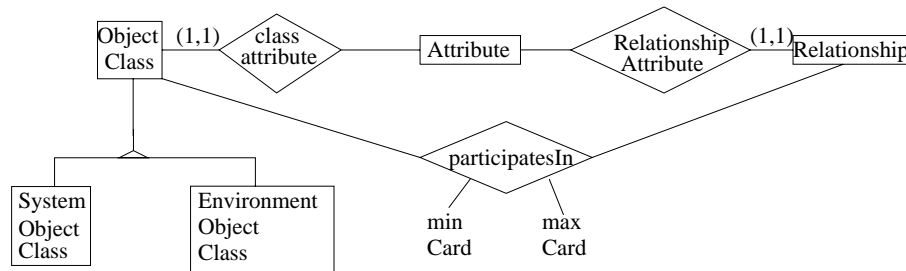 Object
Class
(1,1)
class
attribute
Attribute
Relationship
Attribute
(1,1)
Relationship
participatesIn
min
Card
max
Card
System
Object
Class
Environment
Object
Class